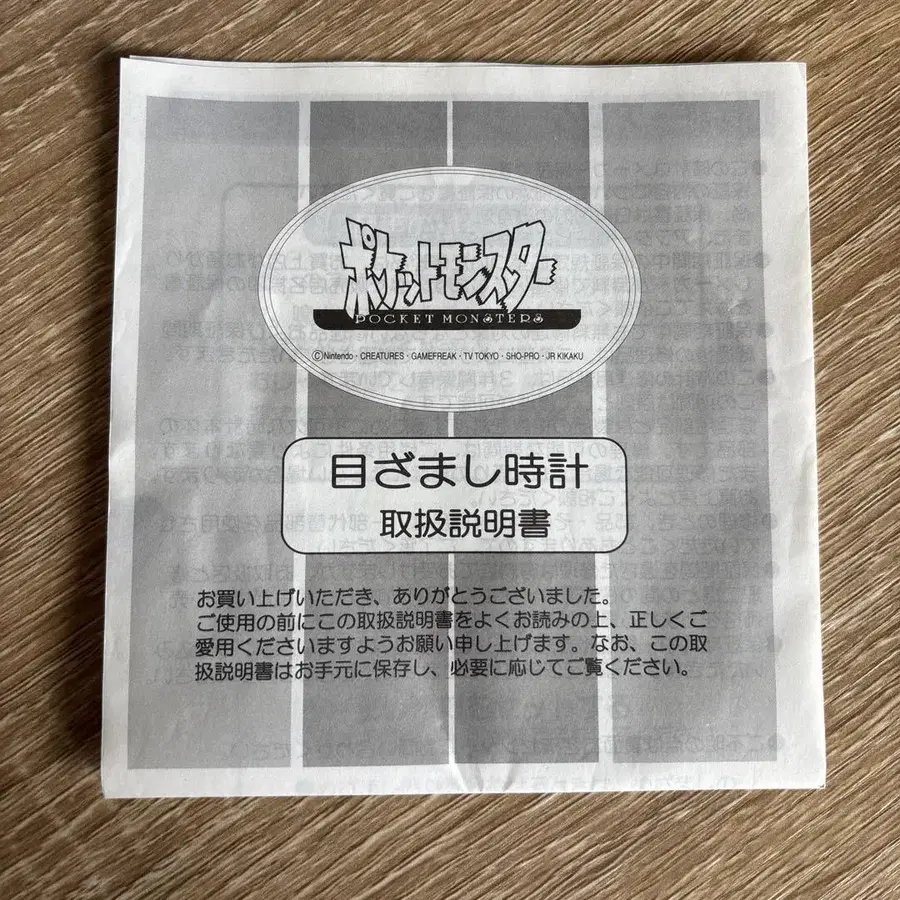 ポケットモンスター
POCKET MONSTERS
©Nintendo・CREATURES・GAMEFREAK・TV TOKYO・SHO-PRO・JR KIKAKU
目ざまし時計
取扱説明書
お買い上げいただき、ありがとうございました。
ご使用の前にこの取扱説明書をよくお読みの上、正しくご
愛用くださいますようお願い申し上げます。なお、この取
扱説明書はお手元に保存し、必要に応じてご覧ください。